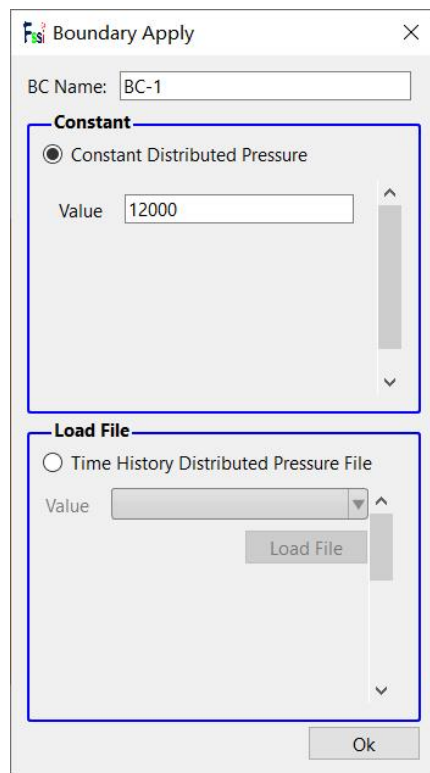 Fssi Boundary Apply
BC Name: BC-1
Constant
Constant Distributed Pressure
Value 12000
Load File
Time History Distributed Pressure File
Value
Load File
Ok